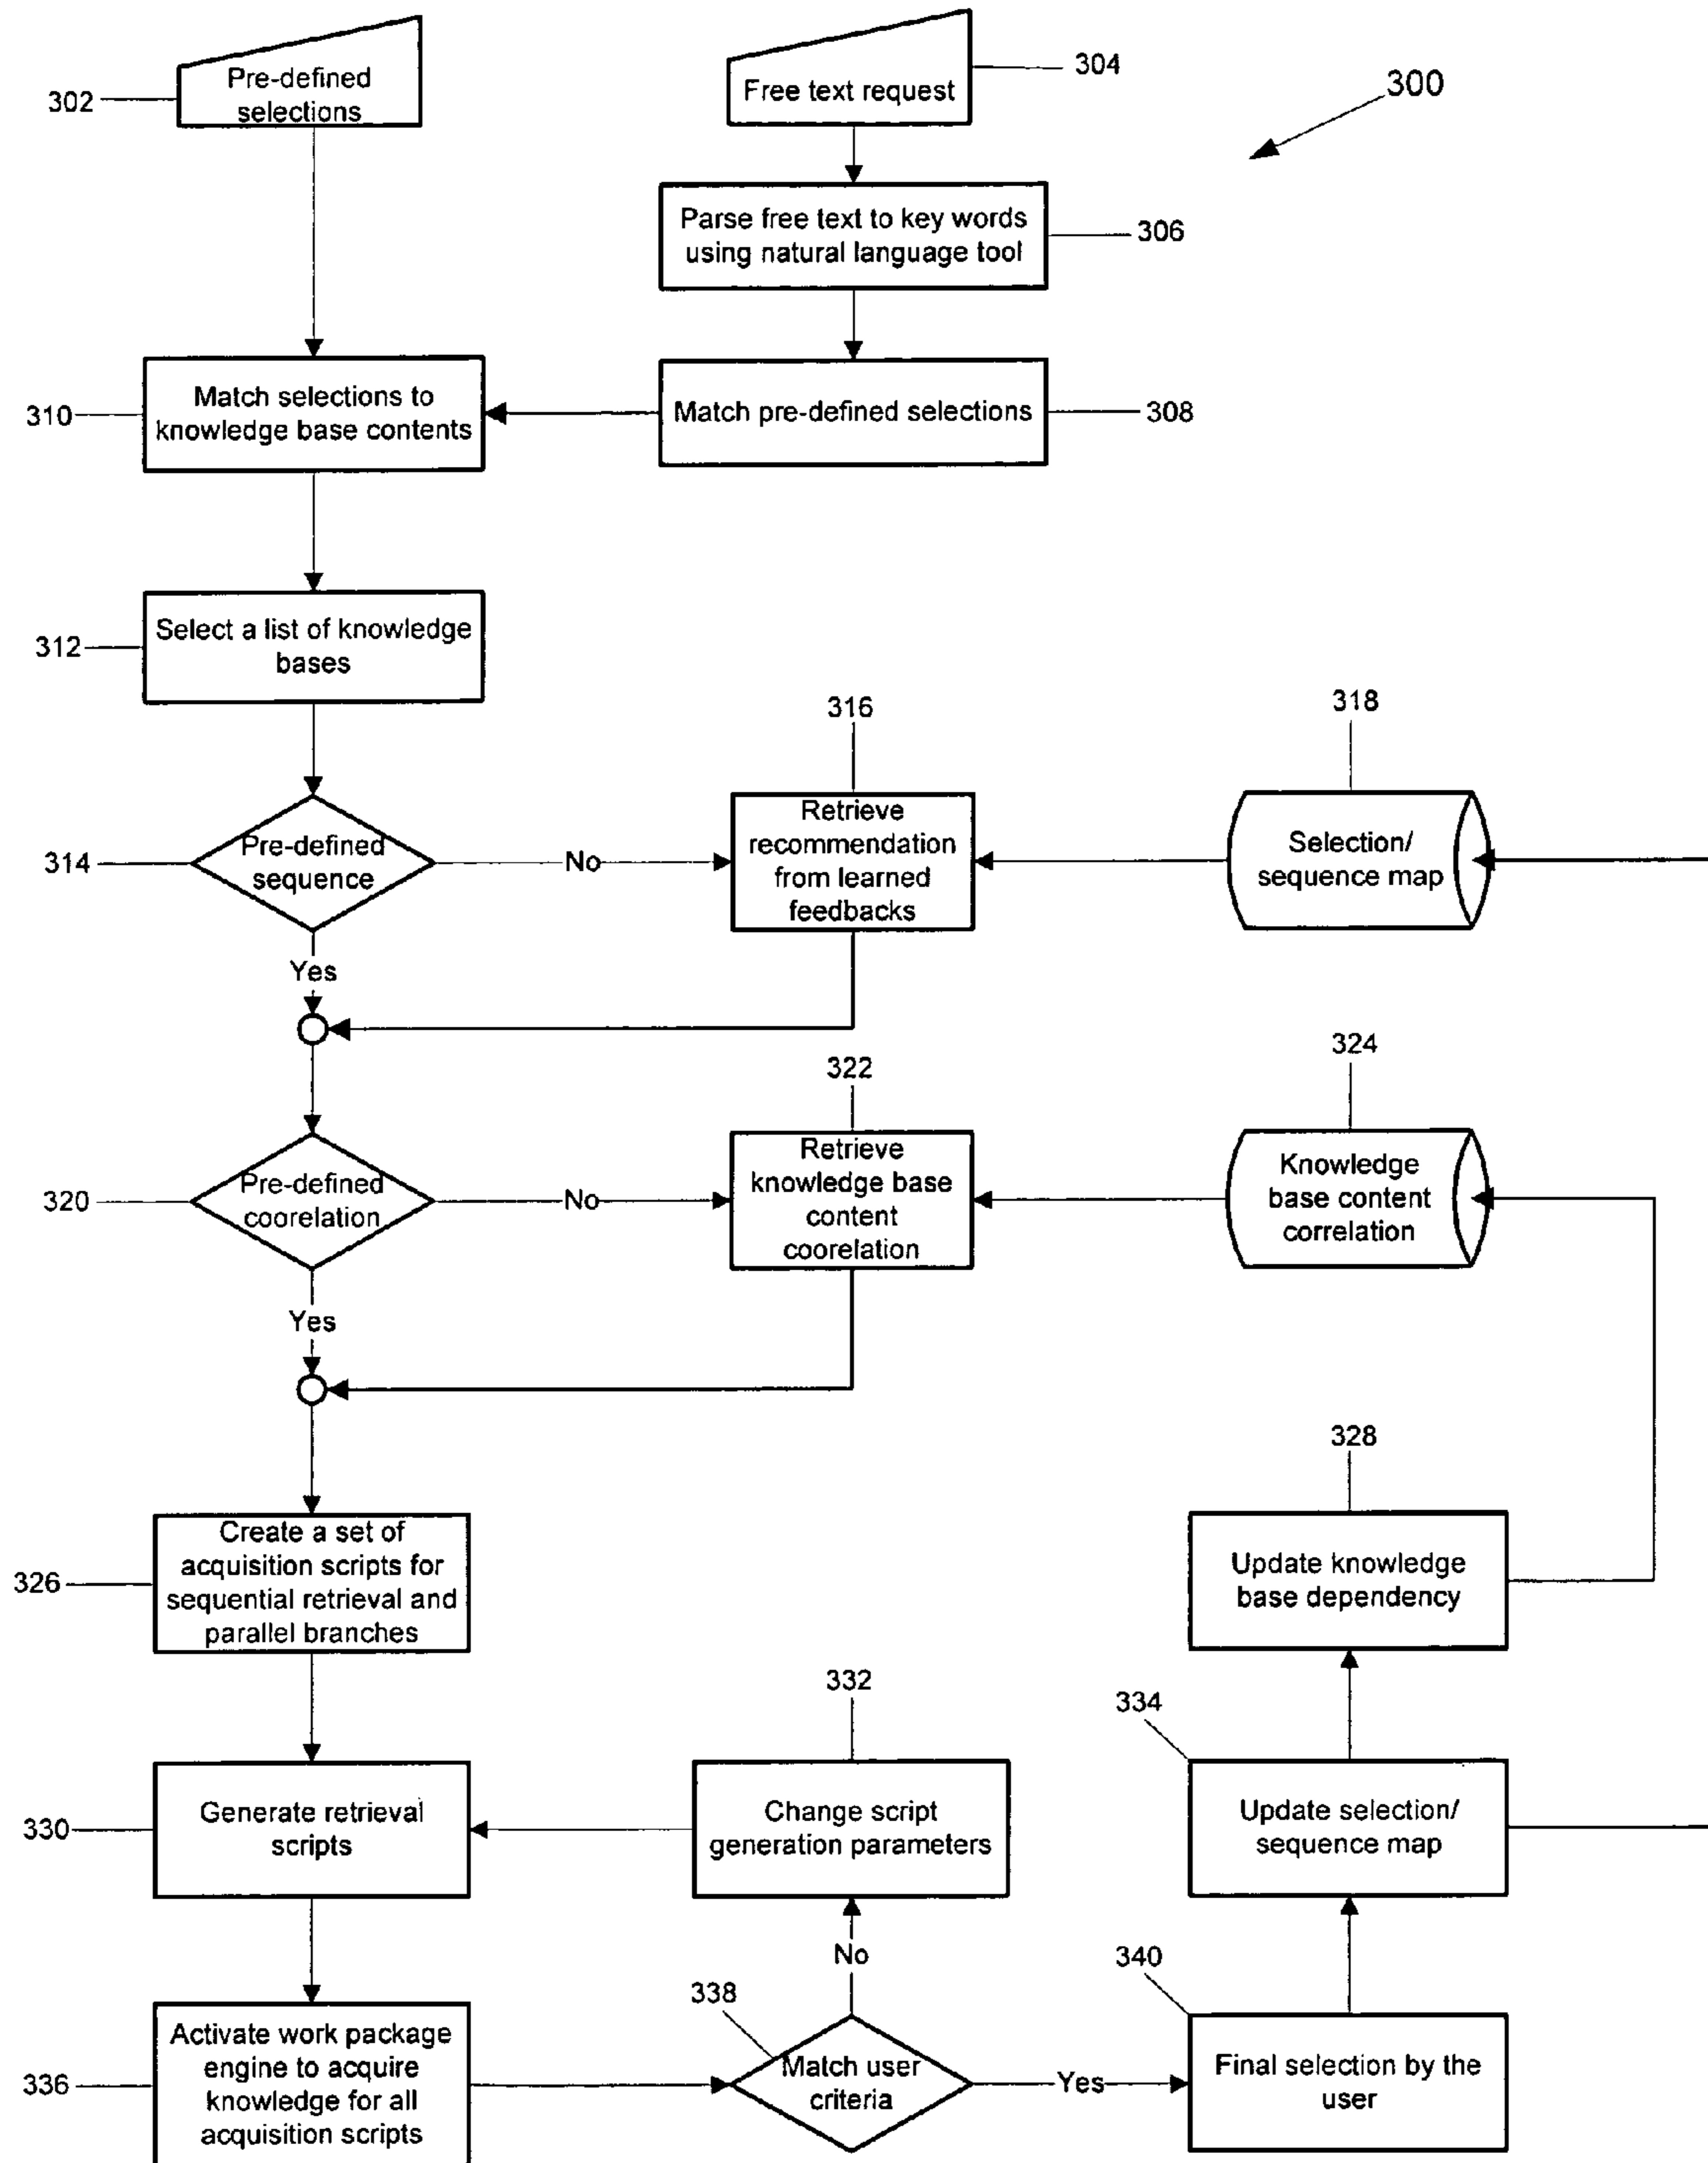 Pre-defined
selections
302
Free text request
304
300
Parse free text to key words
using natural language tool
306
Match selections to
knowledge base contents
310
Match pre-defined selections
308
Select a list of knowledge
bases
312
316
318
Pre-defined
sequence
314
No
Retrieve
recommendation
from learned
feedbacks
Selection/
sequence map
Yes
322
324
Pre-defined
coorelation
320
No
Retrieve
knowledge base
content
coorelation
Knowledge
base content
correlation
Yes
328
Create a set of
acquisition scripts for
sequential retrieval and
parallel branches
326
Update knowledge
base dependency
332
334
Generate retrieval
scripts
330
Change script
generation parameters
Update selection/
sequence map
No
338
340
Activate work package
engine to acquire
knowledge for all
acquisition scripts
336
Match user
criteria
Yes
Final selection by the
user